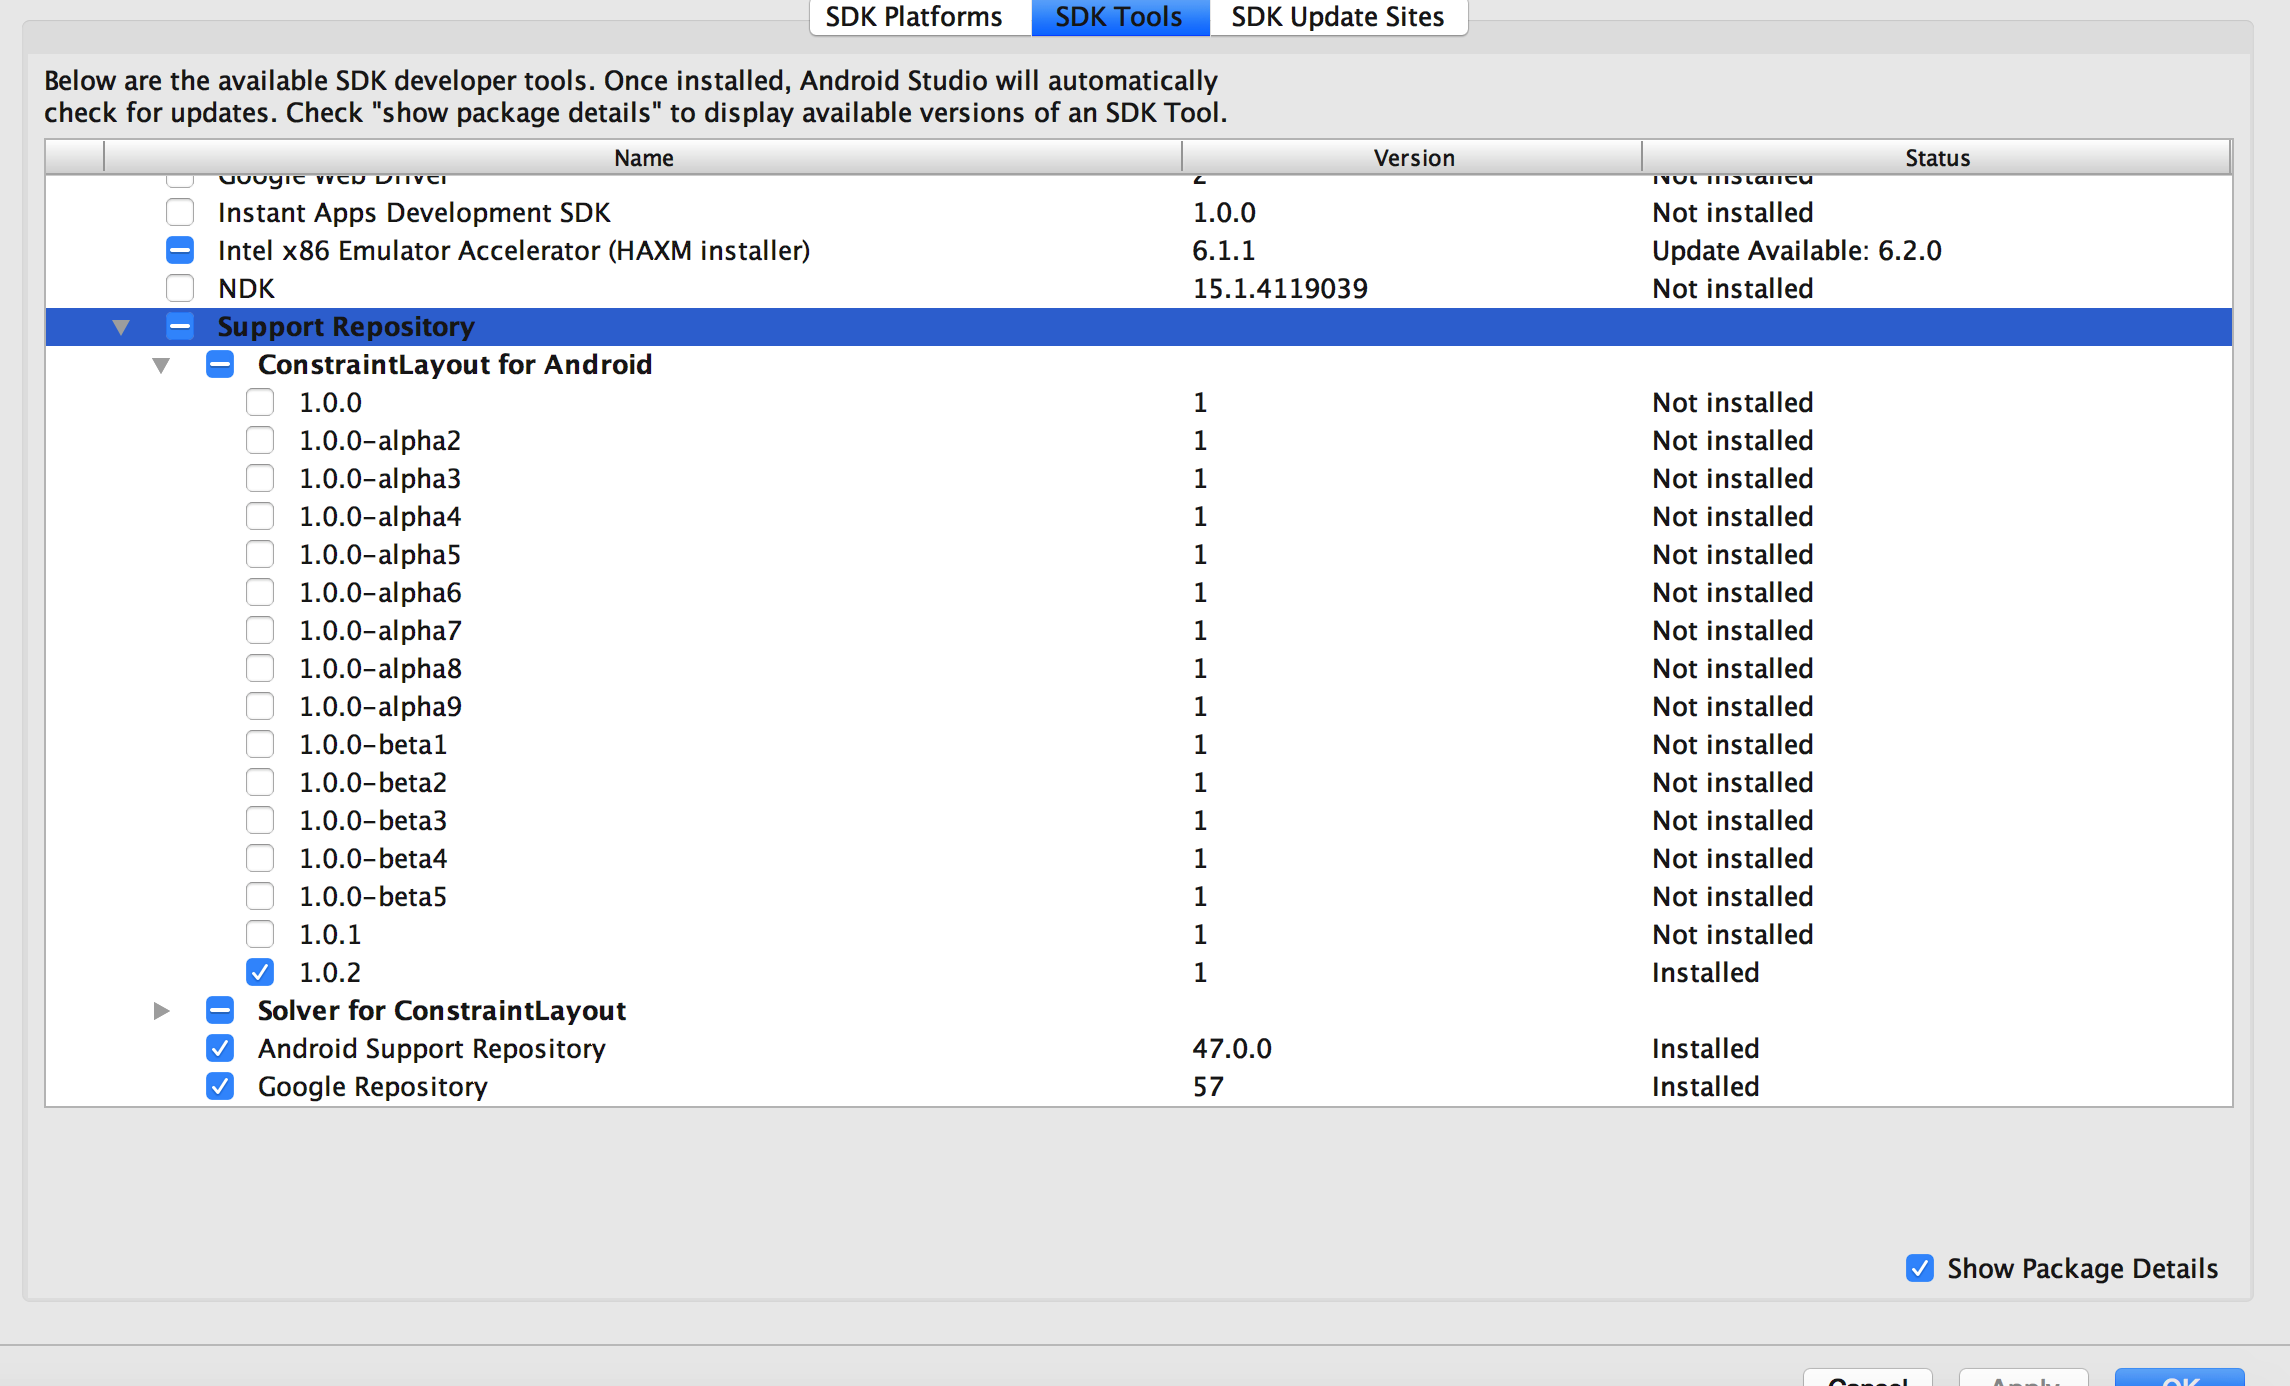 SDK Platforms SDK Tools SDK Update Sites
Below are the available SDK developer tools. Once installed, Android Studio will automatically
check for updates. Check "show package details" to display available versions of an SDK Tool.
Name Version Status
Google Web Driver 2 Not installed
Instant Apps Development SDK 1.0.0 Not installed
Intel x86 Emulator Accelerator (HAXM installer) 6.1.1 Update Available: 6.2.0
NDK 15.1.4119039 Not installed
Support Repository
ConstraintLayout for Android
1.0.0 1 Not installed
1.0.0-alpha2 1 Not installed
1.0.0-alpha3 1 Not installed
1.0.0-alpha4 1 Not installed
1.0.0-alpha5 1 Not installed
1.0.0-alpha6 1 Not installed
1.0.0-alpha7 1 Not installed
1.0.0-alpha8 1 Not installed
1.0.0-alpha9 1 Not installed
1.0.0-beta1 1 Not installed
1.0.0-beta2 1 Not installed
1.0.0-beta3 1 Not installed
1.0.0-beta4 1 Not installed
1.0.0-beta5 1 Not installed
1.0.1 1 Not installed
1.0.2 1 Installed
Solver for ConstraintLayout
Android Support Repository 47.0.0 Installed
Google Repository 57 Installed
Show Package Details
Cancel Apply OK